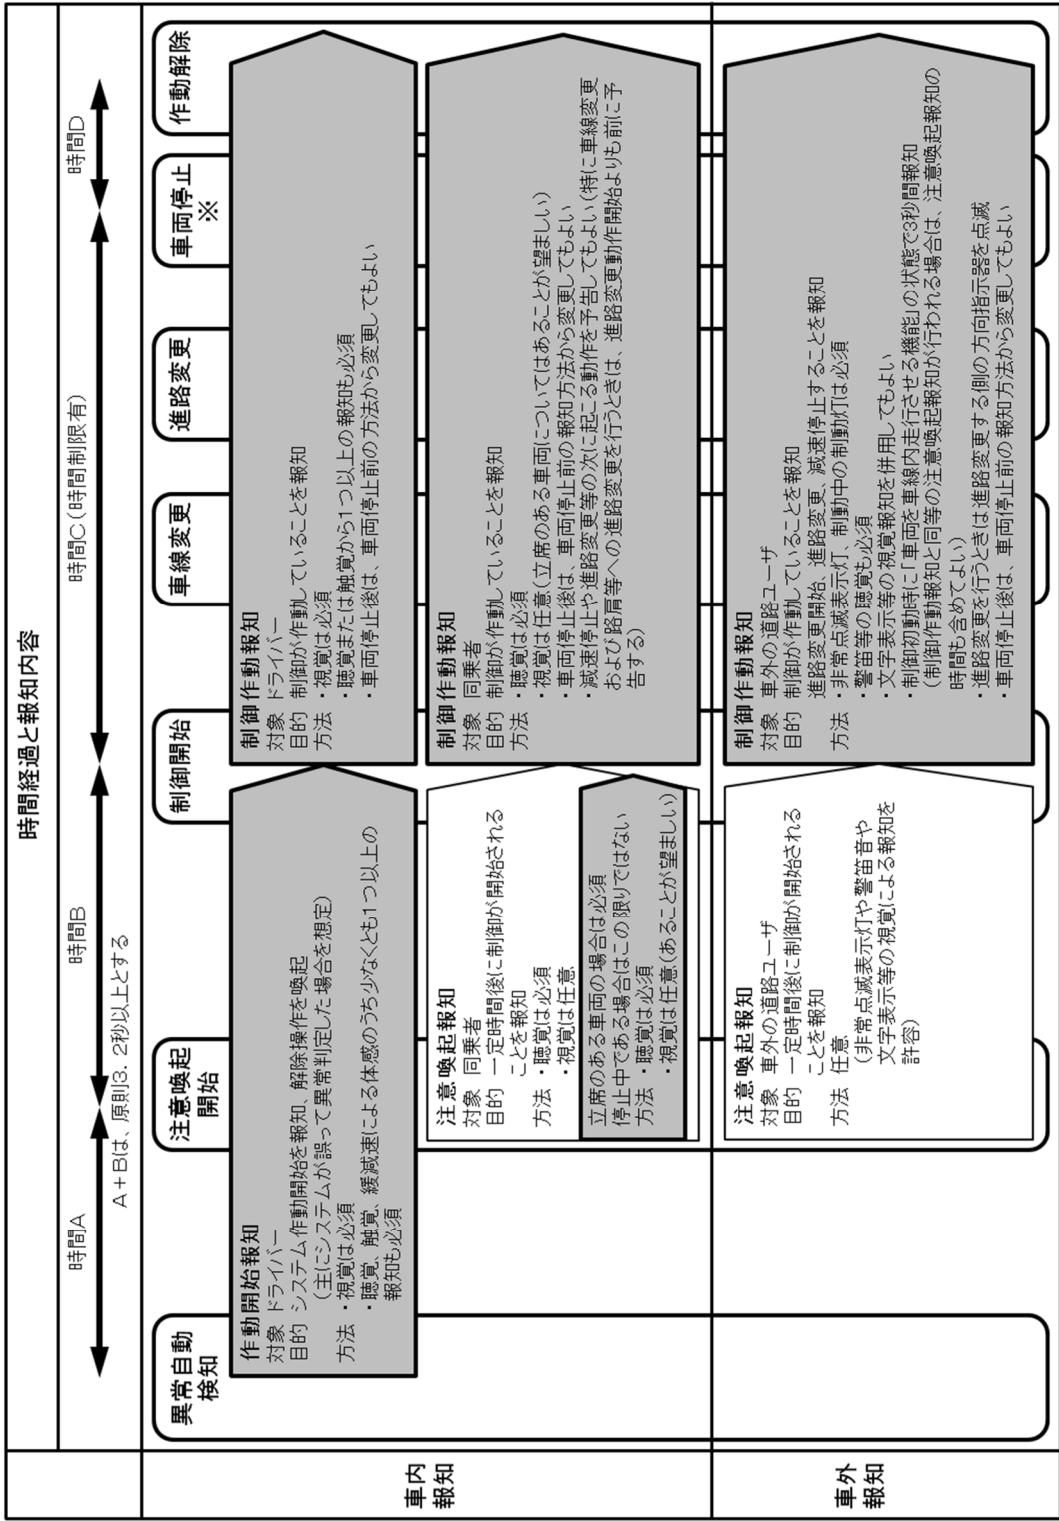 時間経過と報知内容
時間A
時間B
時間C（時間制限有）
時間D
A＋Bは、原則3．2秒以上とする
異常自動
検知
注意喚起
開始
制御開始
車線変更
進路変更
車両停止
※
作動解除
車内
報知
作動開始報知
対象 ドライバー
目的 システム作動開始を報知、解除操作を喚起
（主にシステムが誤って異常判定した場合を想定）
方法 ・視覚は必須
・聴覚、触覚、緩減速による体感のうち少なくとも1つ以上の
報知も必須
制御作動報知
対象 ドライバー
目的 制御が作動していることを報知
方法 ・視覚は必須
・聴覚または触覚から1つ以上の報知も必須
・車両停止後は、車両停止前の方法から変更してもよい
注意喚起報知
対象 同乗者
目的 一定時間後に制御が開始される
ことを報知
方法 ・聴覚は必須
・視覚は任意
立席のある車両の場合は必須
停止中である場合はこの限りではない
方法 ・聴覚は必須
・視覚は任意（あることが望ましい）
制御作動報知
対象 同乗者
目的 制御が作動していることを報知
方法 ・聴覚は必須
・視覚は任意（立席のある車両についてはあることが望ましい）
・車両停止後は、車両停止前の報知方法から変更してもよい
・減速停止や進路変更等の次に起こる動作を予告してもよい（特に車線変更
および路肩等への進路変更を行うときは、進路変更動作開始よりも前に予
告する）
車外
報知
注意喚起報知
対象 車外の道路ユーザ
目的 一定時間後に制御が開始される
ことを報知
方法 任意
（非常点滅表示灯や警笛音や
文字表示等の視覚による報知を
許容）
制御作動報知
対象 車外の道路ユーザ
目的 制御が作動していることを報知
進路変更開始、進路変更、減速停止することを報知
方法 ・非常点滅表示灯、制動中の制動灯は必須
・警笛等の聴覚も必須
・文字表示等の視覚報知を併用してもよい
・制御初動時に「車両を車線内走行させる機能」の状態で3秒間報知
（制御作動報知と同等の注意喚起報知が行われる場合は、注意喚起報知の
時間も含めてよい）
・進路変更を行うときは進路変更する側の方向指示器を点滅
・車両停止後は、車両停止前の報知方法から変更してもよい